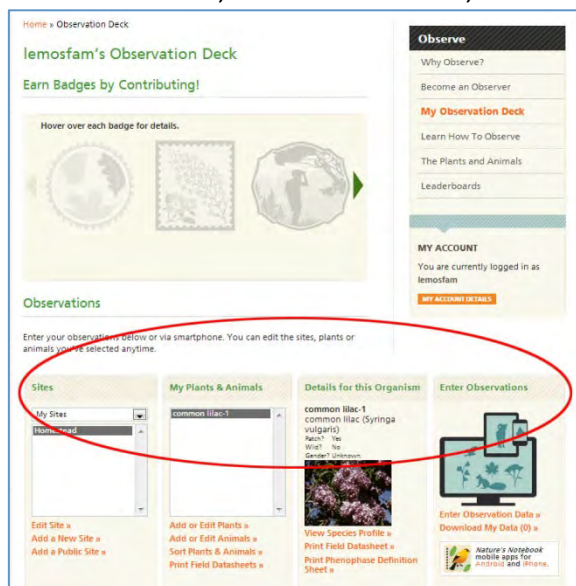 Home » Observation Deck
lemosfam's Observation Deck
Earn Badges by Contributing!
Hover over each badge for details.
Observations
Enter your observations below or via smartphone. You can edit the
sites, plants or
animals you've selected anytime.
Sites
My Sites
Homestead
Edit Site »
Add a New Site »
Add a Public Site »
My Plants & Animals
common lilac-1
Add or Edit Plants »
Add or Edit Animals »
Sort Plants & Animals »
Print Field Datasheets »
Details for this Organism
common lilac-1
common lilac (Syringa
vulgaris)
Patch? Yes
Wild? No
Gender? Unknown
View Species Profile »
Print Field Datasheet »
Print Phenophase Definition
Sheet »
Enter Observations
Enter Observation Data »
Download My Data (0) »
Nature's Notebook
mobile apps for
Android and iPhone.
Observe
Why Observe?
Become an Observer
My Observation Deck
Learn How To Observe
The Plants and Animals
Leaderboards
MY ACCOUNT
You are currently logged in as
lemosfam
MY ACCOUNT DETAILS